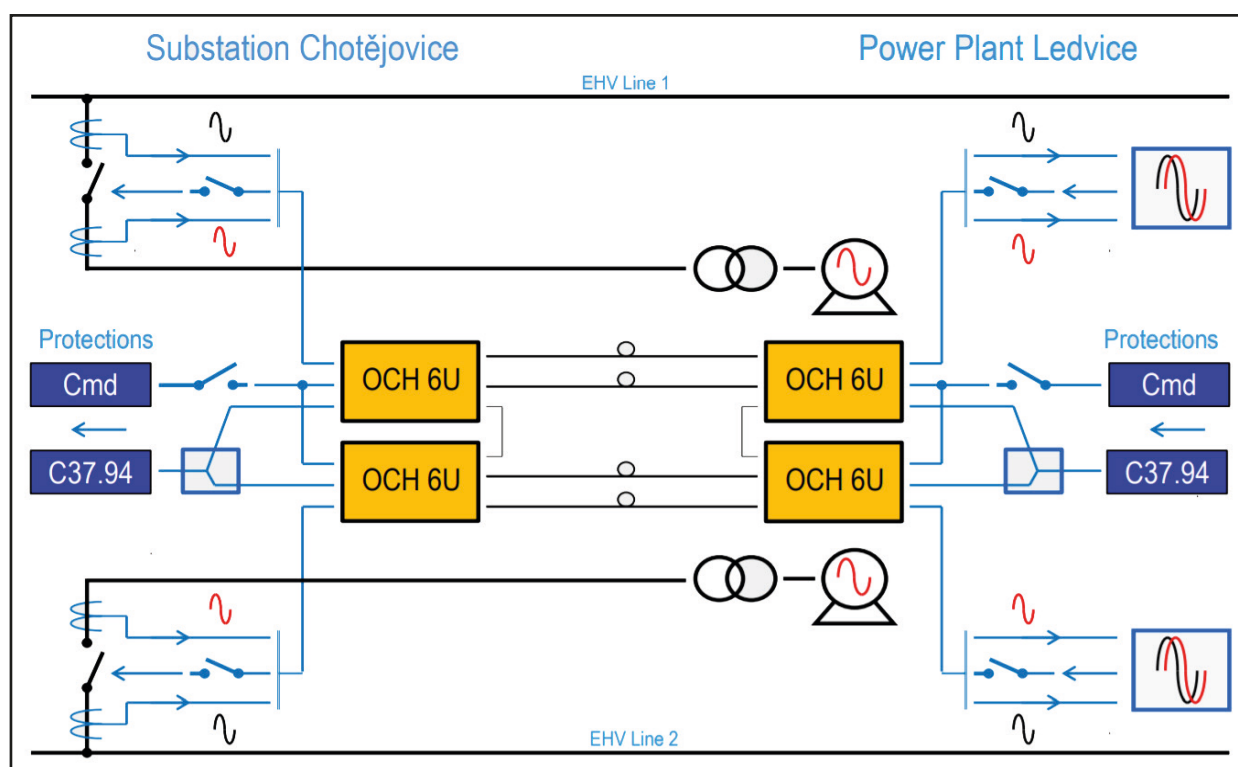 Substation Chotějovice
Power Plant Ledvice
EHV Line 1
Protections
Cmd
C37.94
OCH 6U
OCH 6U
OCH 6U
OCH 6U
Protections
Cmd
C37.94
EHV Line 2